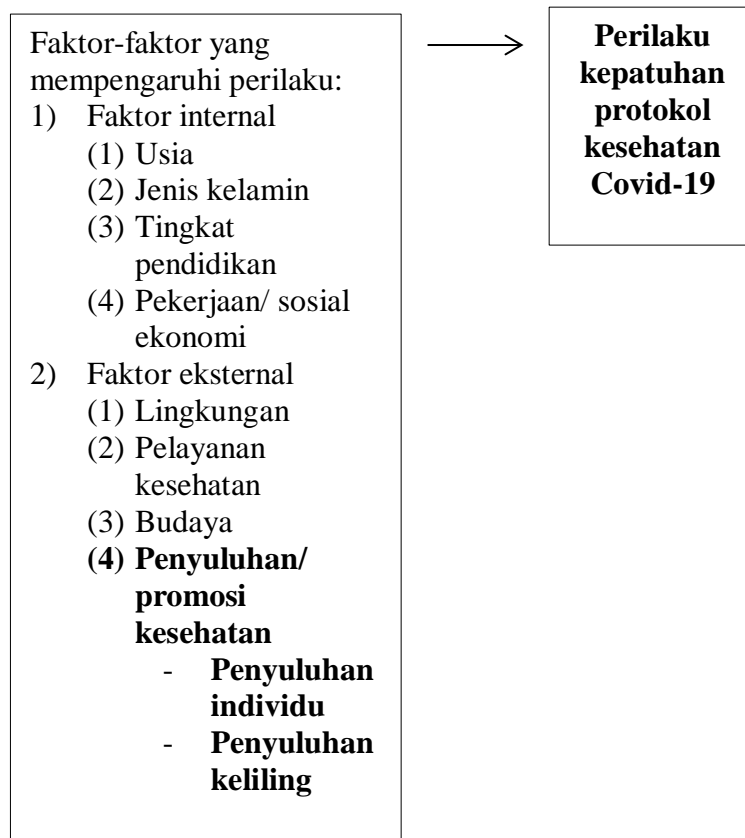 Faktor-faktor yang
mempengaruhi perilaku:
1) Faktor internal
(1) Usia
(2) Jenis kelamin
(3) Tingkat
pendidikan
(4) Pekerjaan/ sosial
ekonomi
2) Faktor eksternal
(1) Lingkungan
(2) Pelayanan
kesehatan
(3) Budaya
(4) Penyuluhan/
promosi
kesehatan
- Penyuluhan
individu
- Penyuluhan
keliling
Perilaku
kepatuhan
protokol
kesehatan
Covid-19